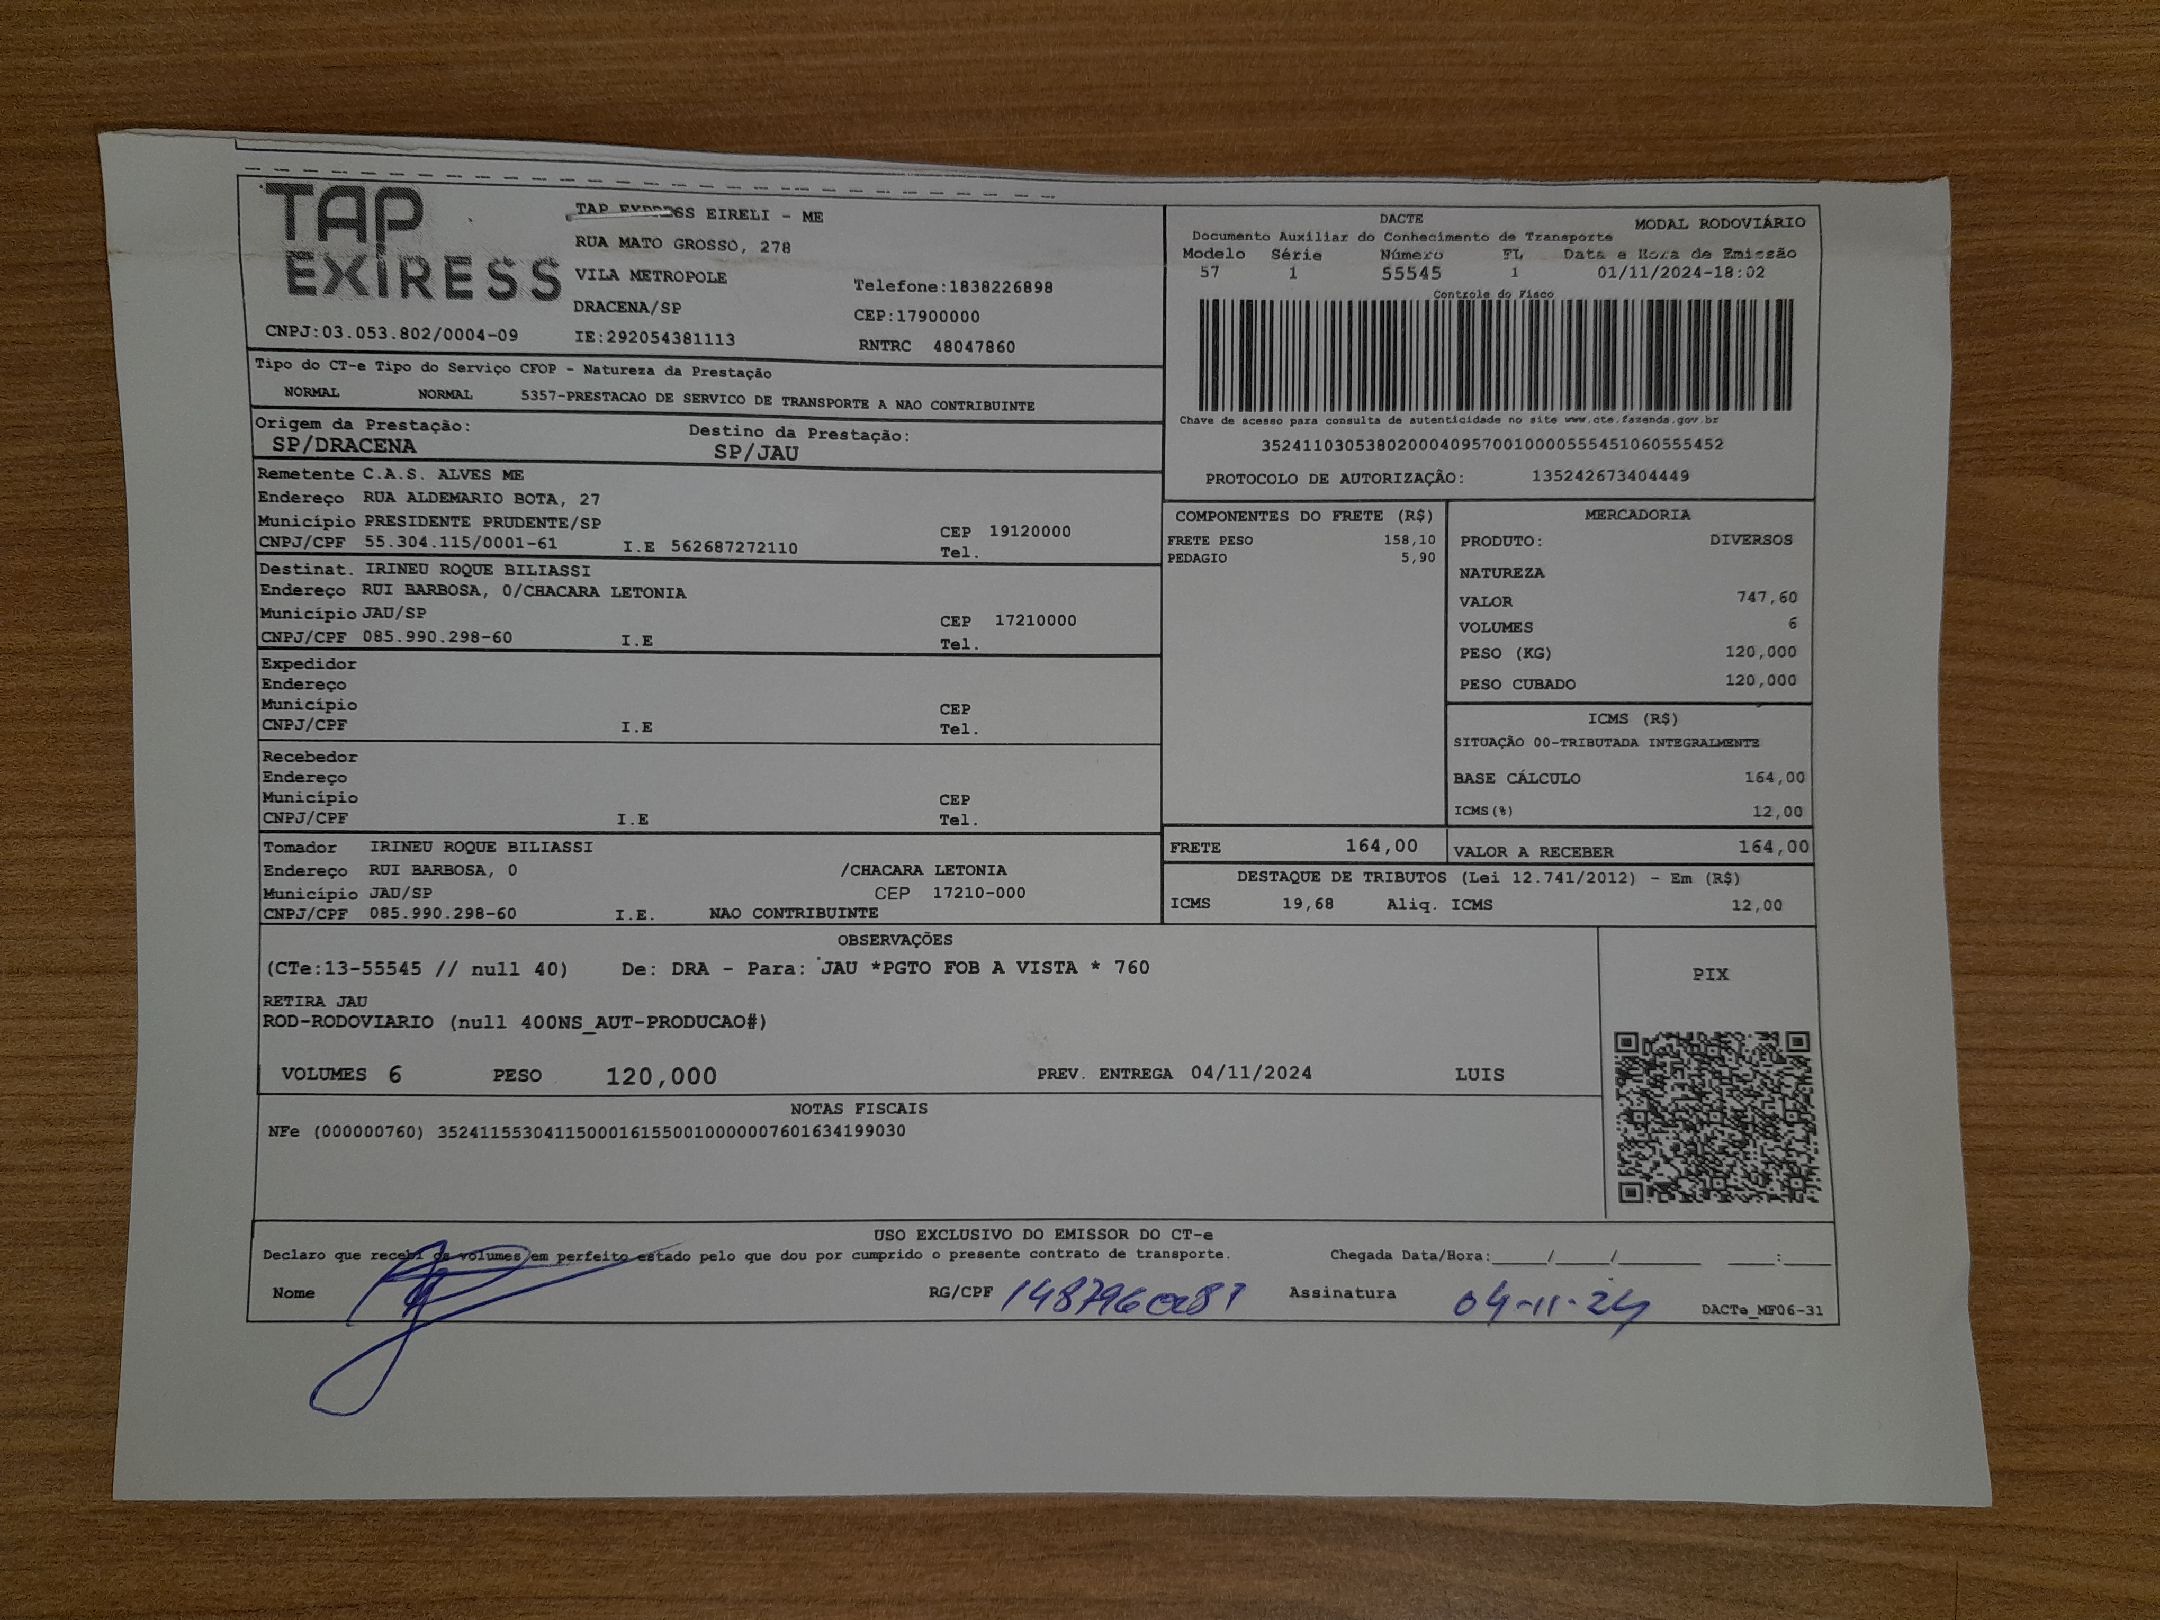 TAP
EXPRESS
CNPJ:03.053.802/0004-09
TAP EXPRESS EIRELI - ME
RUA MATO GROSSO, 278
VILA METROPOLE
DRACENA/SP
IE:292054381113
Telefone:1838226898
CEP:17900000
RNTRC 48047860
DACTE MODAL RODOVIÁRIO
Documento Auxiliar do Conhecimento de Transporte
Modelo Série Número FL Data e Hora de Emissão
57 1 55545 1 01/11/2024-18:02
Controle do Fisco
Chave de acesso para consulta de autenticidade no site www.cte.fazenda.gov.br
35241103053802000409570010000555451060555452
PROTOCOLO DE AUTORIZAÇÃO: 135242673404449
Tipo do CT-e Tipo do Serviço CFOP - Natureza da Prestação
NORMAL NORMAL 5357-PRESTACAO DE SERVICO DE TRANSPORTE A NAO CONTRIBUINTE
Origem da Prestação: Destino da Prestação:
SP/DRACENA SP/JAU
Remetente C.A.S. ALVES ME
Endereço RUA ALDEMARIO BOTA, 27
Município PRESIDENTE PRUDENTE/SP CEP 19120000
CNPJ/CPF 55.304.115/0001-61 I.E 562687272110 Tel.
Destinat. IRINEU ROQUE BILIASSI
Endereço RUI BARBOSA, 0/CHACARA LETONIA
Município JAU/SP CEP 17210000
CNPJ/CPF 085.990.298-60 I.E Tel.
Expedidor
Endereço
Município CEP
CNPJ/CPF I.E Tel.
Recebedor
Endereço
Município CEP
CNPJ/CPF I.E Tel.
Tomador IRINEU ROQUE BILIASSI
Endereço RUI BARBOSA, 0 /CHACARA LETONIA
Município JAU/SP CEP 17210-000
CNPJ/CPF 085.990.298-60 I.E. NAO CONTRIBUINTE
COMPONENTES DO FRETE (R$)
FRETE PESO 158,10
PEDAGIO 5,90
MERCADORIA
PRODUTO: DIVERSOS
NATUREZA
VALOR 747,60
VOLUMES 6
PESO (KG) 120,000
PESO CUBADO 120,000
ICMS (R$)
SITUAÇÃO 00-TRIBUTADA INTEGRALMENTE
BASE CÁLCULO 164,00
ICMS(%) 12,00
FRETE 164,00 VALOR A RECEBER 164,00
DESTAQUE DE TRIBUTOS (Lei 12.741/2012) - Em (R$)
ICMS 19,68 Aliq. ICMS 12,00
OBSERVAÇÕES
(CTe:13-55545 // null 40) De: DRA - Para: JAU *PGTO FOB A VISTA * 760
RETIRA JAU
ROD-RODOVIARIO (null 400NS_AUT-PRODUCAO#)
VOLUMES 6 PESO 120,000 PREV. ENTREGA 04/11/2024 LUIS
PIX
NOTAS FISCAIS
NFe (000000760) 35241155304115000161550010000007601634199030
USO EXCLUSIVO DO EMISSOR DO CT-e
Declaro que recebi os volumes em perfeito estado pelo que dou por cumprido o presente contrato de transporte. Chegada Data/Hora:____/____/______ ____:____
Nome RG/CPF Assinatura 04-11-24 DACTe_MF06-31